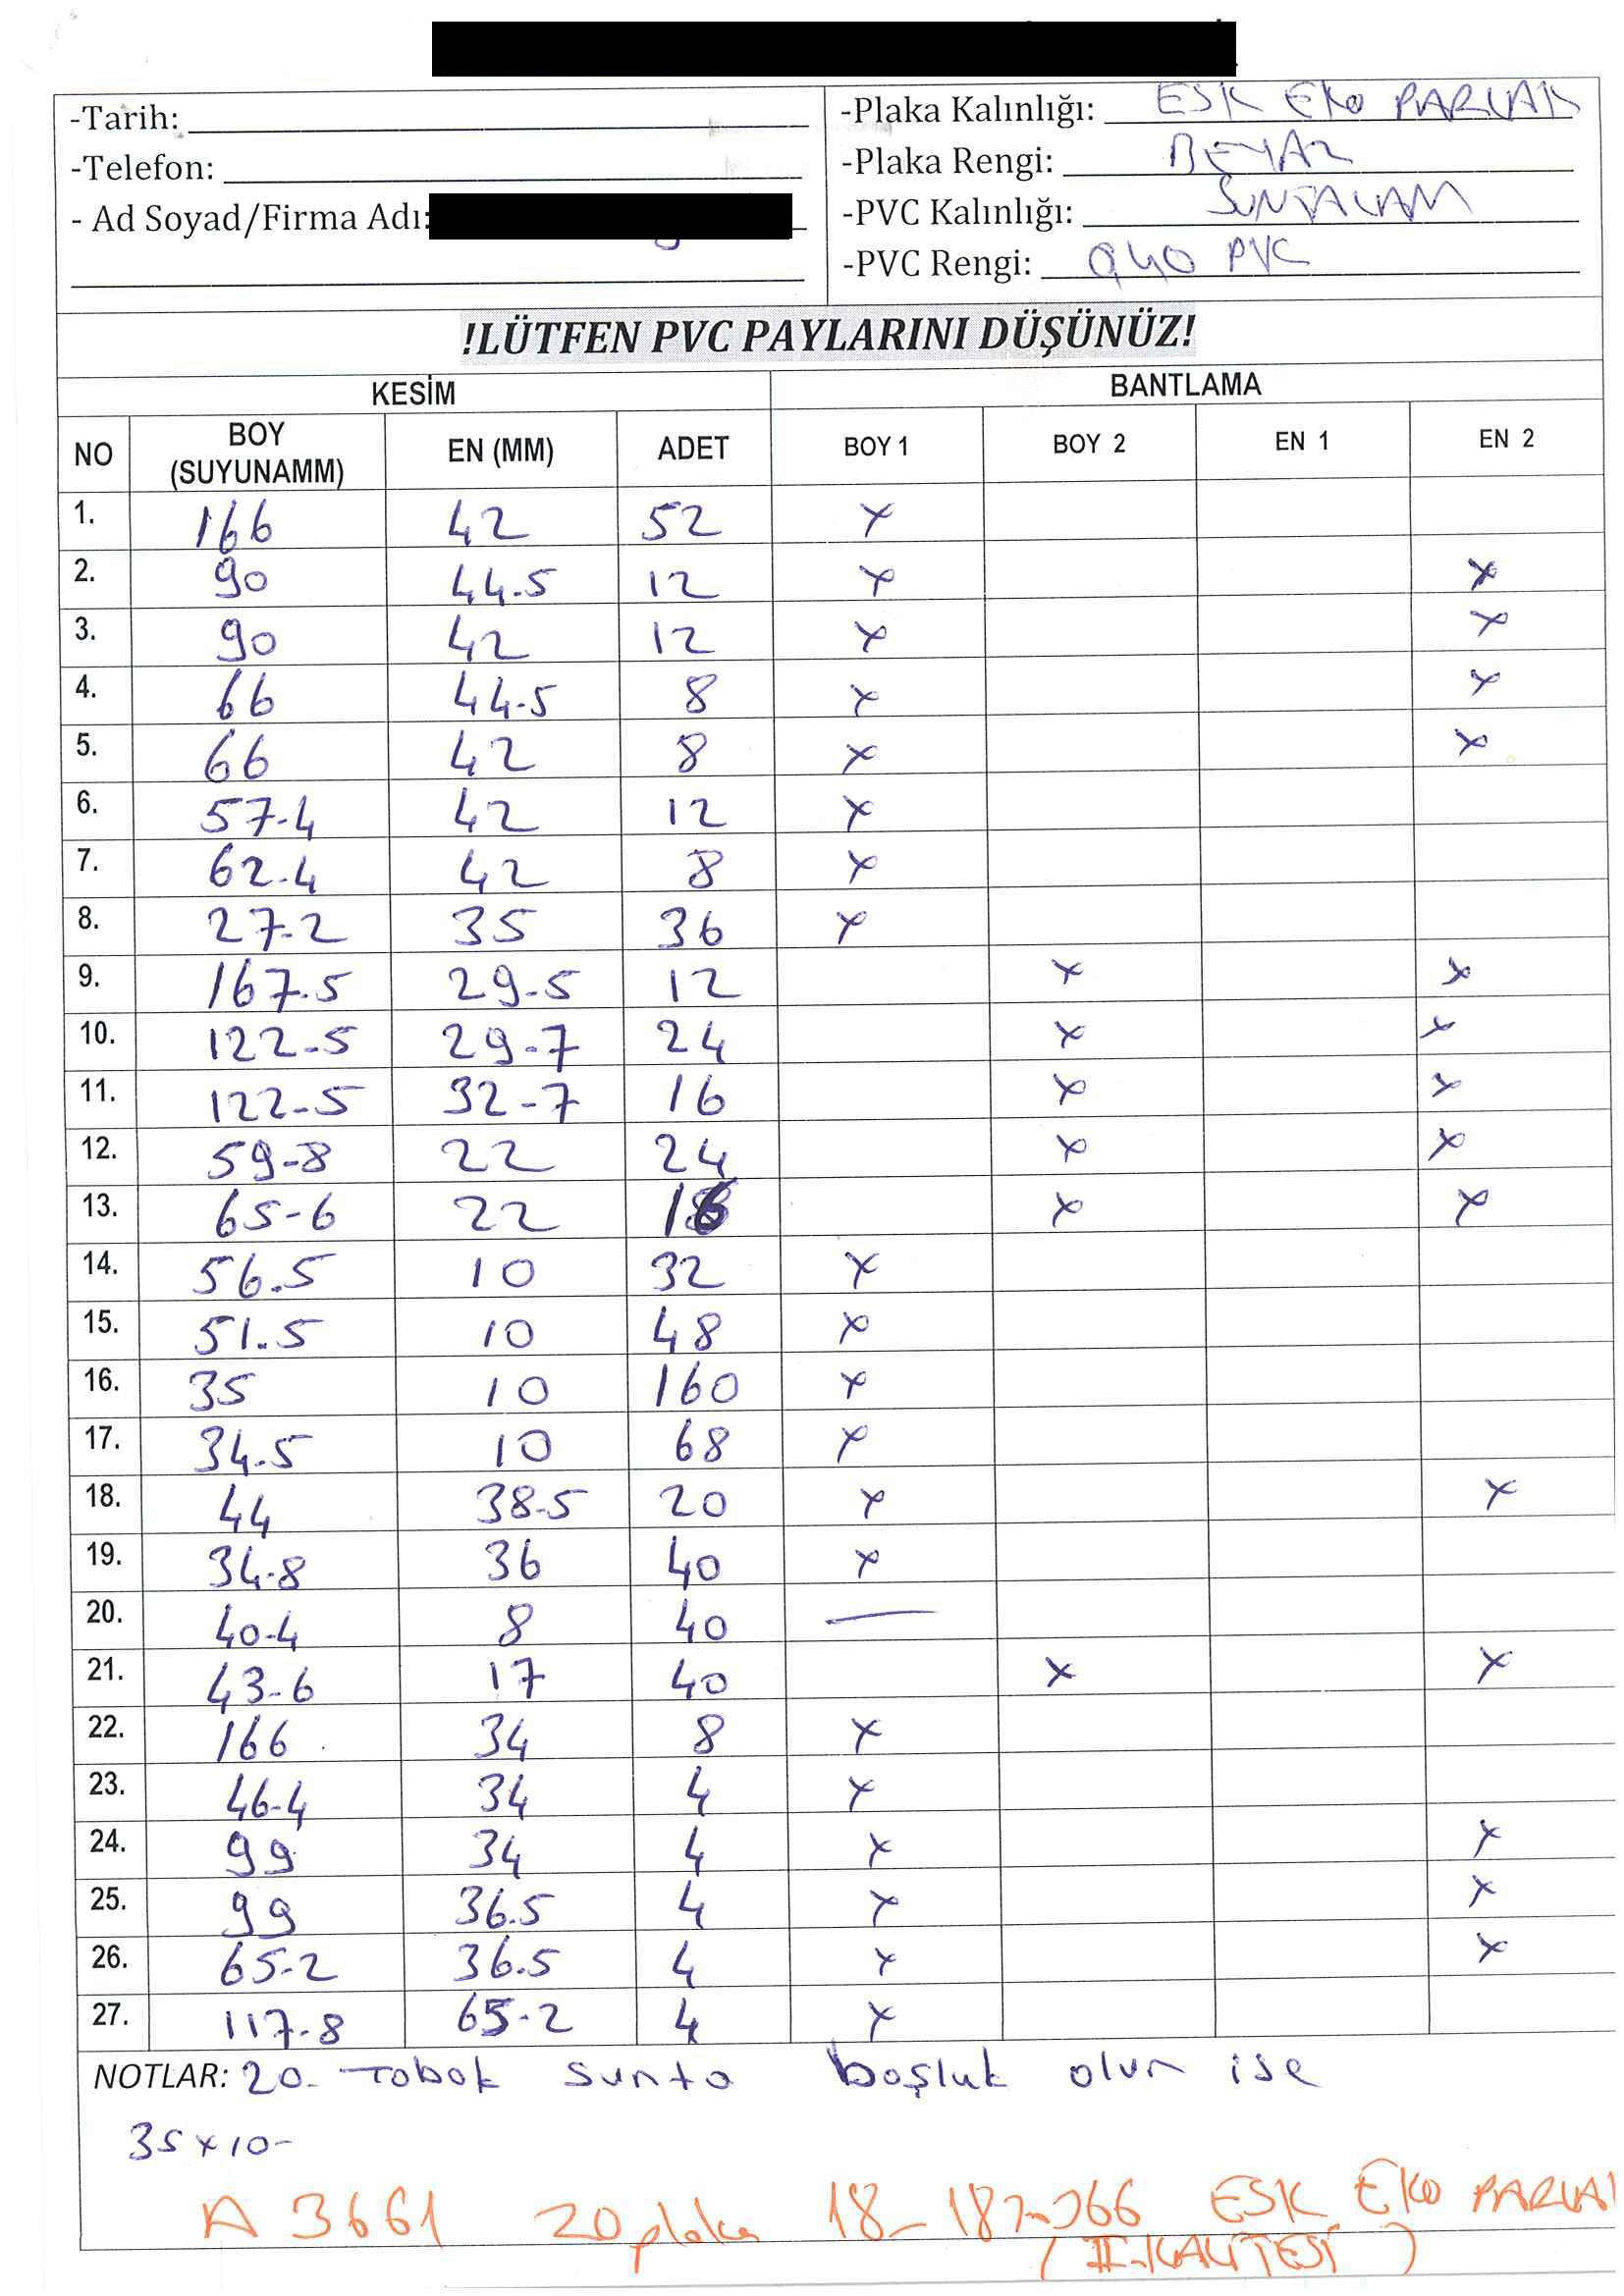 -Tarih:
-Telefon:
- Ad Soyad/Firma Adı:
-Plaka Kalınlığı: ESK EKO PARLAK
-Plaka Rengi: BEYAZ
-PVC Kalınlığı: SUNTALAM
-PVC Rengi: 0,40 PVC
!LÜTFEN PVC PAYLARINI DÜŞÜNÜZ!
KESİM BANTLAMA
NO BOY (SUYUNAMM) EN (MM) ADET BOY 1 BOY 2 EN 1 EN 2
1. 166 42 52 x
2. 90 44.5 12 x x
3. 90 42 12 x x
4. 66 44.5 8 x x
5. 66 42 8 x x
6. 57-4 42 12 x
7. 62.4 42 8 x
8. 27-2 35 36 x
9. 167.5 29-5 12 x x
10. 122-5 29-7 24 x x
11. 122-5 32-7 16 x x
12. 59-8 22 24 x x
13. 65-6 22 16 x x
14. 56.5 10 32 x
15. 51.5 10 48 x
16. 35 10 160 x
17. 34.5 10 68 x
18. 44 38-5 20 x x
19. 34-8 36 40 x
20. 40-4 8 40 —
21. 43-6 17 40 x x
22. 166 34 8 x
23. 46-4 34 4 x
24. 99 34 4 x x
25. 99 36.5 4 x x
26. 65-2 36.5 4 x x
27. 117-8 65-2 4 x
NOTLAR: 20. Tabak sunta boşluk olur ise
35x10-
A 3661 20 plaka 18-183-366 ESK EKO PARLA
(II.KALİTESİ)